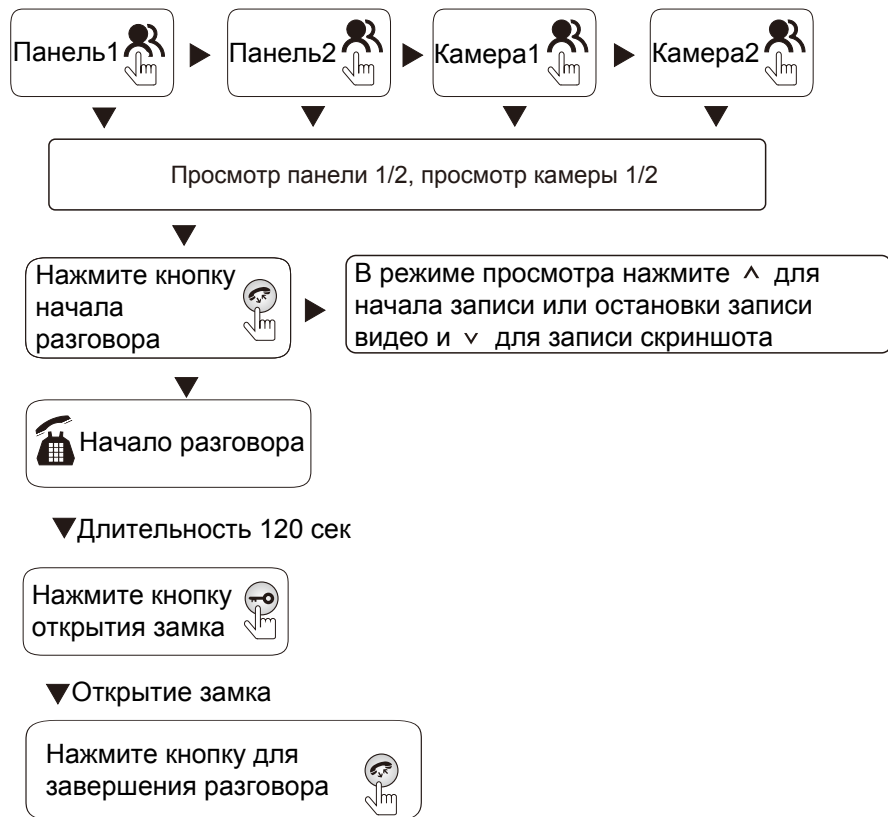 Панель1
Панель2
Камера1
Камера2
Просмотр панели 1/2, просмотр камеры 1/2
Нажмите кнопку
начала
разговора
В режиме просмотра нажмите ^ для
начала записи или остановки записи
видео и ˅ для записи скриншота
Начало разговора
Длительность 120 сек
Нажмите кнопку
открытия замка
Открытие замка
Нажмите кнопку для
завершения разговора